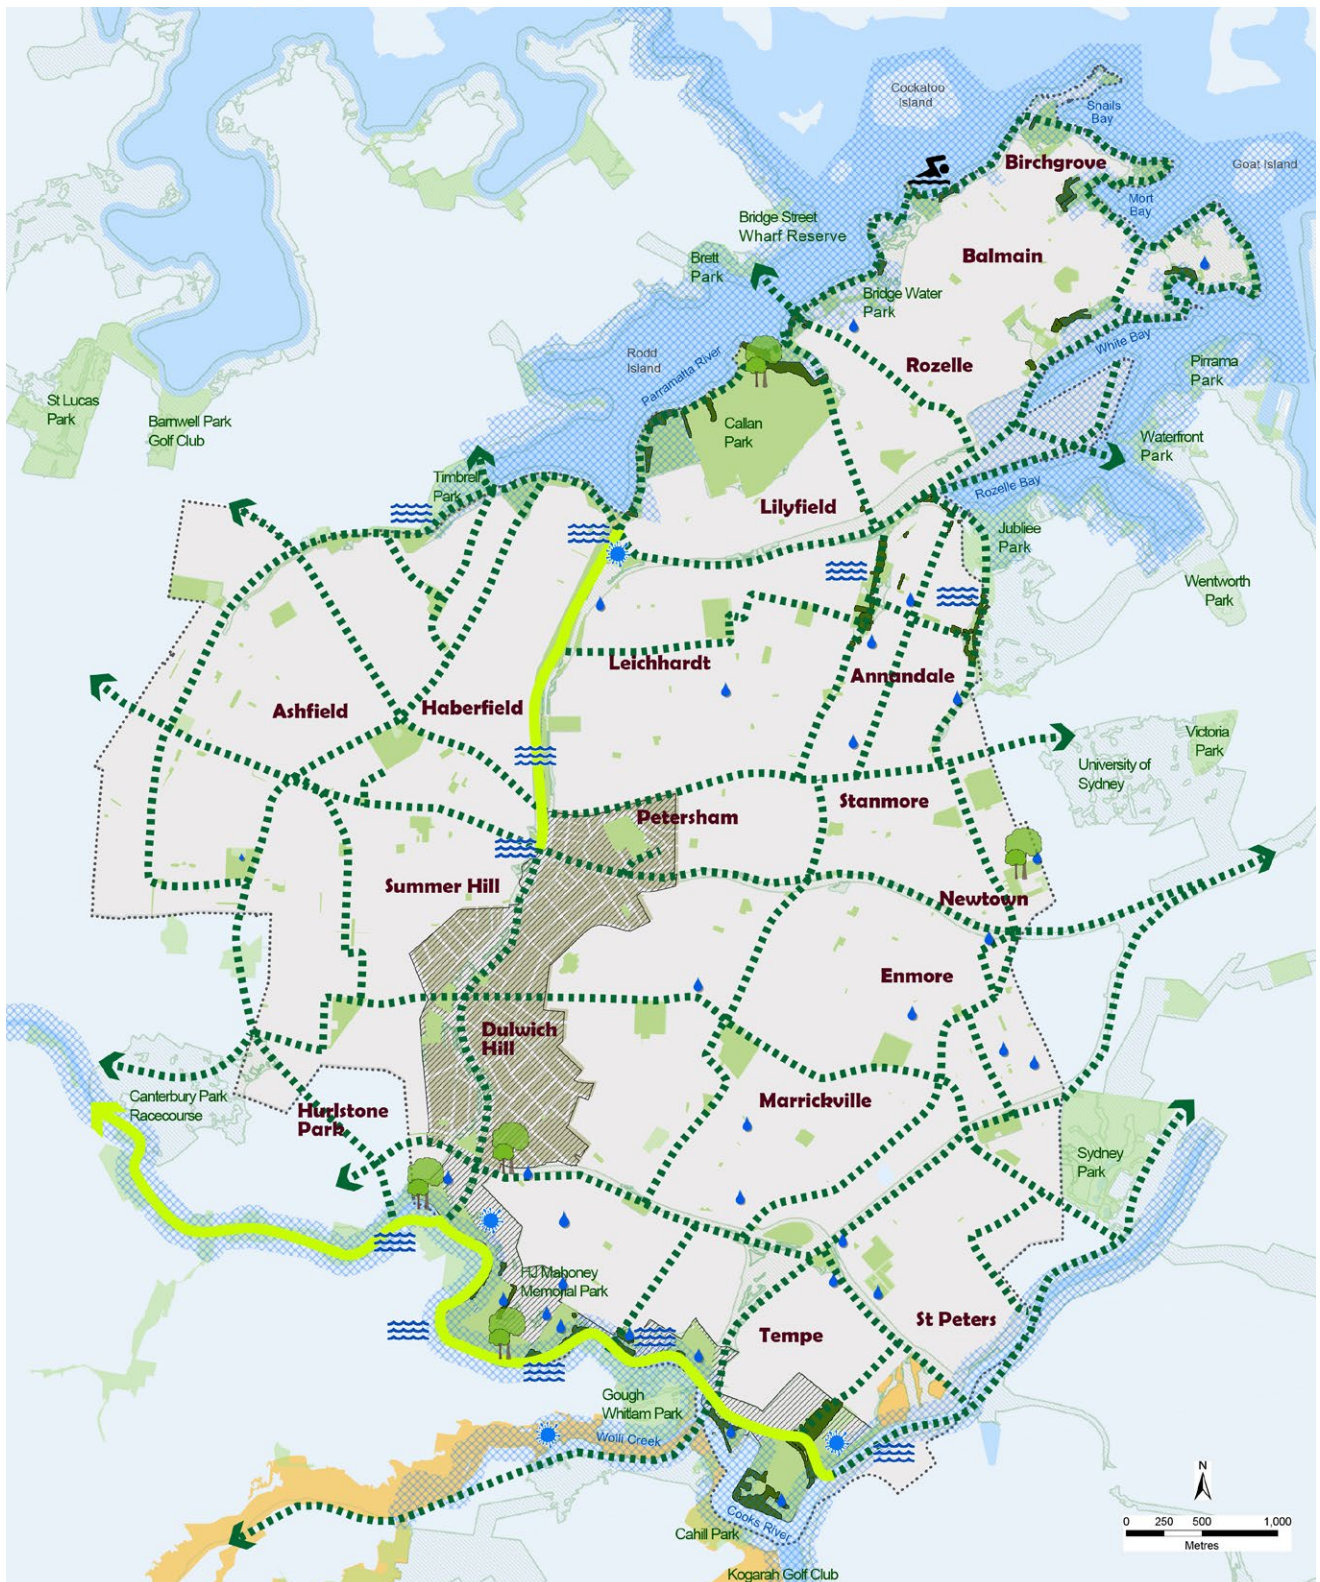 Cockatoo
Island
Snails
Bay
Birchgrove
Goat Island
Mort
Bay
Bridge Street
Wharf Reserve
Balmain
Brett
Park
Bridge Water
Park
White Bay
Rodd
Island
Parramatta River
Rozelle
Pirrama
Park
St Lucas
Park
Barnwell Park
Golf Club
Callan
Park
Waterfront
Park
Timbrell
Park
Rozelle Bay
Lilyfield
Jubliee
Park
Wentworth
Park
Leichhardt
Annandale
Ashfield
Haberfield
Victoria
Park
University of
Sydney
Stanmore
Petersham
Summer Hill
Newtown
Enmore
Dulwich
Hill
Canterbury Park
Racecourse
Hurlstone
Park
Marrickville
Sydney
Park
HJ Mahoney
Memorial Park
St Peters
Tempe
Gough
Whitlam Park
Wolli Creek
Cooks River
Cahill Park
Kogarah Golf Club
N
0 250 500 1,000
Metres